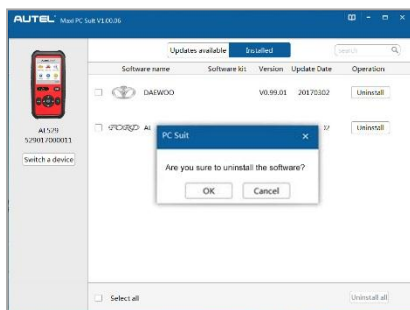 AUTEL Maxi PC Suit V1.00.06
Updates available Installed
Search
Software name Software kit Version Update Date Operation
DAEWOO V0.99.01 20170302 Uninstall
FORD Uninstall
PC Suit
Are you sure to uninstall the software?
OK Cancel
AL529
529017000011
Switch a device
Select all Uninstall all